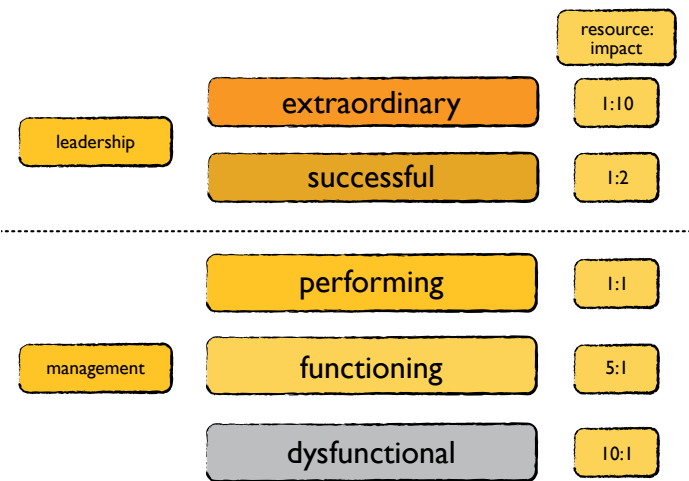 resource:
impact
extraordinary
1:10
leadership
successful
1:2
performing
1:1
management
functioning
5:1
dysfunctional
10:1